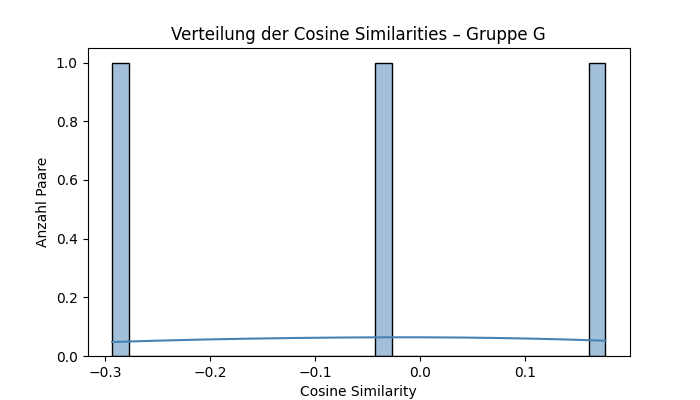 Verteilung der Cosine Similarities – Gruppe G
1.0
0.8
0.6
0.4
0.2
0.0
Anzahl Paare
−0.3 −0.2 −0.1 0.0 0.1
Cosine Similarity